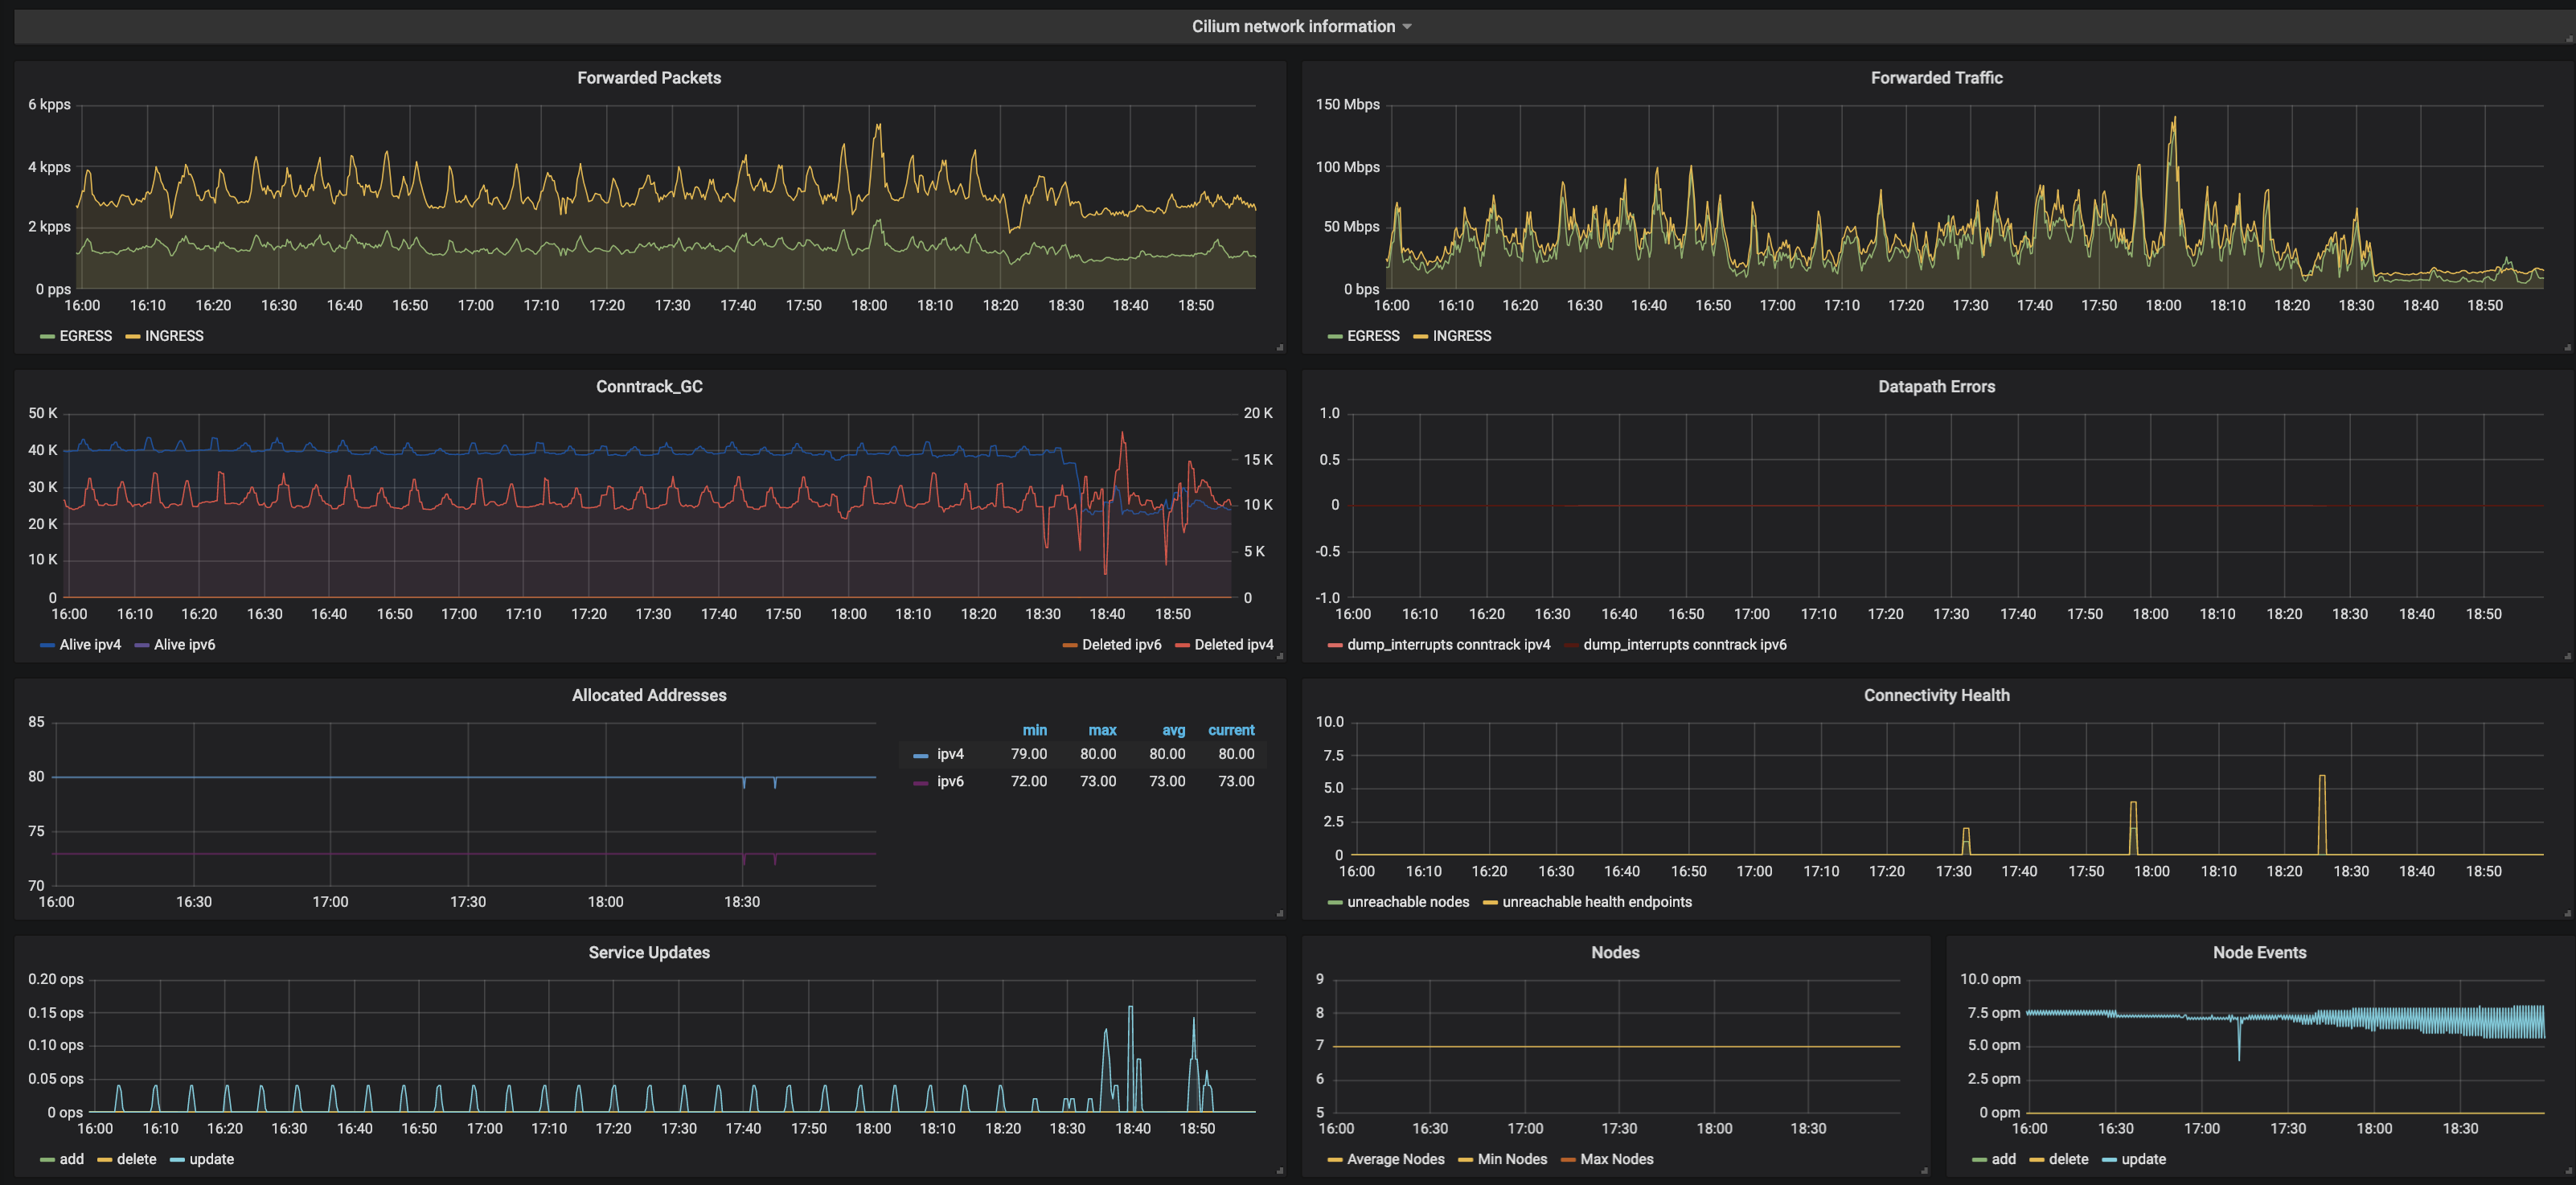 Cilium network information
Forwarded Packets
6 kpps
4 kpps
2 kpps
0 pps
16:00 16:10 16:20 16:30 16:40 16:50 17:00 17:10 17:20 17:30 17:40 17:50 18:00 18:10 18:20 18:30 18:40 18:50
EGRESS INGRESS
Forwarded Traffic
150 Mbps
100 Mbps
50 Mbps
0 bps
16:00 16:10 16:20 16:30 16:40 16:50 17:00 17:10 17:20 17:30 17:40 17:50 18:00 18:10 18:20 18:30 18:40 18:50
EGRESS INGRESS
Conntrack_GC
50 K 20 K
40 K
15 K
30 K
10 K
20 K
5 K
10 K
0 0
16:00 16:10 16:20 16:30 16:40 16:50 17:00 17:10 17:20 17:30 17:40 17:50 18:00 18:10 18:20 18:30 18:40 18:50
Alive ipv4 Alive ipv6 Deleted ipv6 Deleted ipv4
Datapath Errors
1.0
0.5
0
-0.5
-1.0
16:00 16:10 16:20 16:30 16:40 16:50 17:00 17:10 17:20 17:30 17:40 17:50 18:00 18:10 18:20 18:30 18:40 18:50
dump_interrupts conntrack ipv4 dump_interrupts conntrack ipv6
Allocated Addresses
85
80
75
70
16:00 16:30 17:00 17:30 18:00 18:30
min max avg current
ipv4 79.00 80.00 80.00 80.00
ipv6 72.00 73.00 73.00 73.00
Connectivity Health
10.0
7.5
5.0
2.5
0
16:00 16:10 16:20 16:30 16:40 16:50 17:00 17:10 17:20 17:30 17:40 17:50 18:00 18:10 18:20 18:30 18:40 18:50
unreachable nodes unreachable health endpoints
Service Updates
0.20 ops
0.15 ops
0.10 ops
0.05 ops
0 ops
16:00 16:10 16:20 16:30 16:40 16:50 17:00 17:10 17:20 17:30 17:40 17:50 18:00 18:10 18:20 18:30 18:40 18:50
add delete update
Nodes
9
8
7
6
5
16:00 16:30 17:00 17:30 18:00 18:30
Average Nodes Min Nodes Max Nodes
Node Events
10.0 opm
7.5 opm
5.0 opm
2.5 opm
0 opm
16:00 16:30 17:00 17:30 18:00 18:30
add delete update